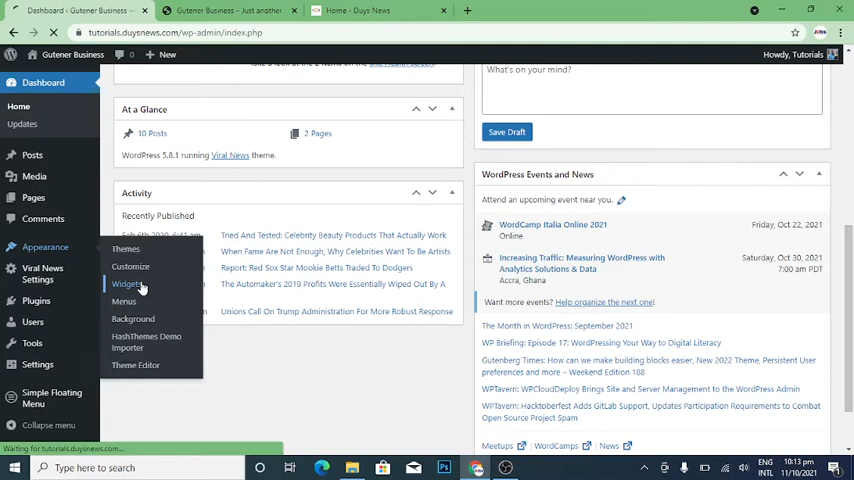 Dashboard ‹ Gutener Business —
Gutener Business – Just another
Home - Duys News
tutorials.duysnews.com/wp-admin/index.php
Gutener Business
0
New
Howdy, Tutorials
Dashboard
Home
Updates
Posts
Media
Pages
Comments
Appearance
Viral News
Settings
Plugins
Users
Tools
Settings
Simple Floating
Menu
Collapse menu
Themes
Customize
Widgets
Menus
Background
HashThemes Demo
Importer
Theme Editor
At a Glance
10 Posts
2 Pages
WordPress 5.8.1 running Viral News theme.
Activity
Recently Published
Tried And Tested: Celebrity Beauty Products That Actually Work
When Fame Are Not Enough, Why Celebrities Want To Be Artists
Report: Red Sox Star Mookie Betts Traded To Dodgers
The Automaker's 2019 Profits Were Essentially Wiped Out By A
Unions Call On Trump Administration For More Robust Response
What's on your mind?
Save Draft
WordPress Events and News
Attend an upcoming event near you.
WordCamp Italia Online 2021
Online
Friday, Oct 22, 2021
Increasing Traffic: Measuring WordPress with
Analytics Solutions & Data
Accra, Ghana
Saturday, Oct 30, 2021
7:00 am PDT
Want more events? Help organize the next one!
The Month in WordPress: September 2021
WP Briefing: Episode 17: WordPressing Your Way to Digital Literacy
Gutenberg Times: How can we make building blocks easier, New 2022 Theme, Persistent User
preferences and more – Weekend Edition 188
WPTavern: WPCloudDeploy Brings Site and Server Management to the WordPress Admin
WPTavern: Hacktoberfest Adds GitLab Support, Updates Participation Requirements to Combat
Open Source Project Spam
Meetups
WordCamps
News
Waiting for tutorials.duysnews.com...
Type here to search
ENG
INTL
10:13 pm
11/10/2021